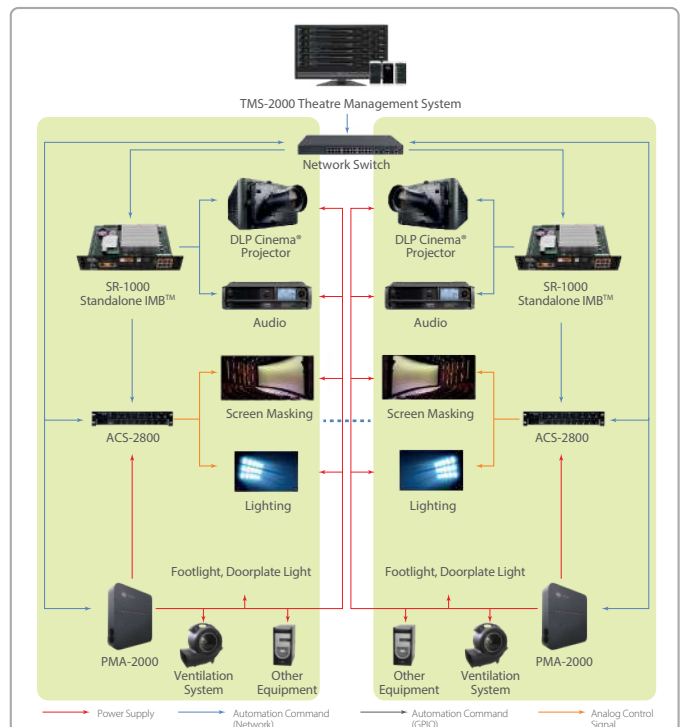 TMS-2000 Theatre Management System
Network Switch
DLP Cinema®
Projector
DLP Cinema®
Projector
SR-1000
Standalone IMB™
SR-1000
Standalone IMB™
Audio
Audio
Screen Masking
Screen Masking
ACS-2800
ACS-2800
Lighting
Lighting
Footlight, Doorplate Light
Footlight, Doorplate Light
PMA-2000
Ventilation
System
Other
Equipment
Other
Equipment
Ventilation
System
PMA-2000
Power Supply
Automation Command
(Network)
Automation Command
(GPIO)
Analog Control
Signal